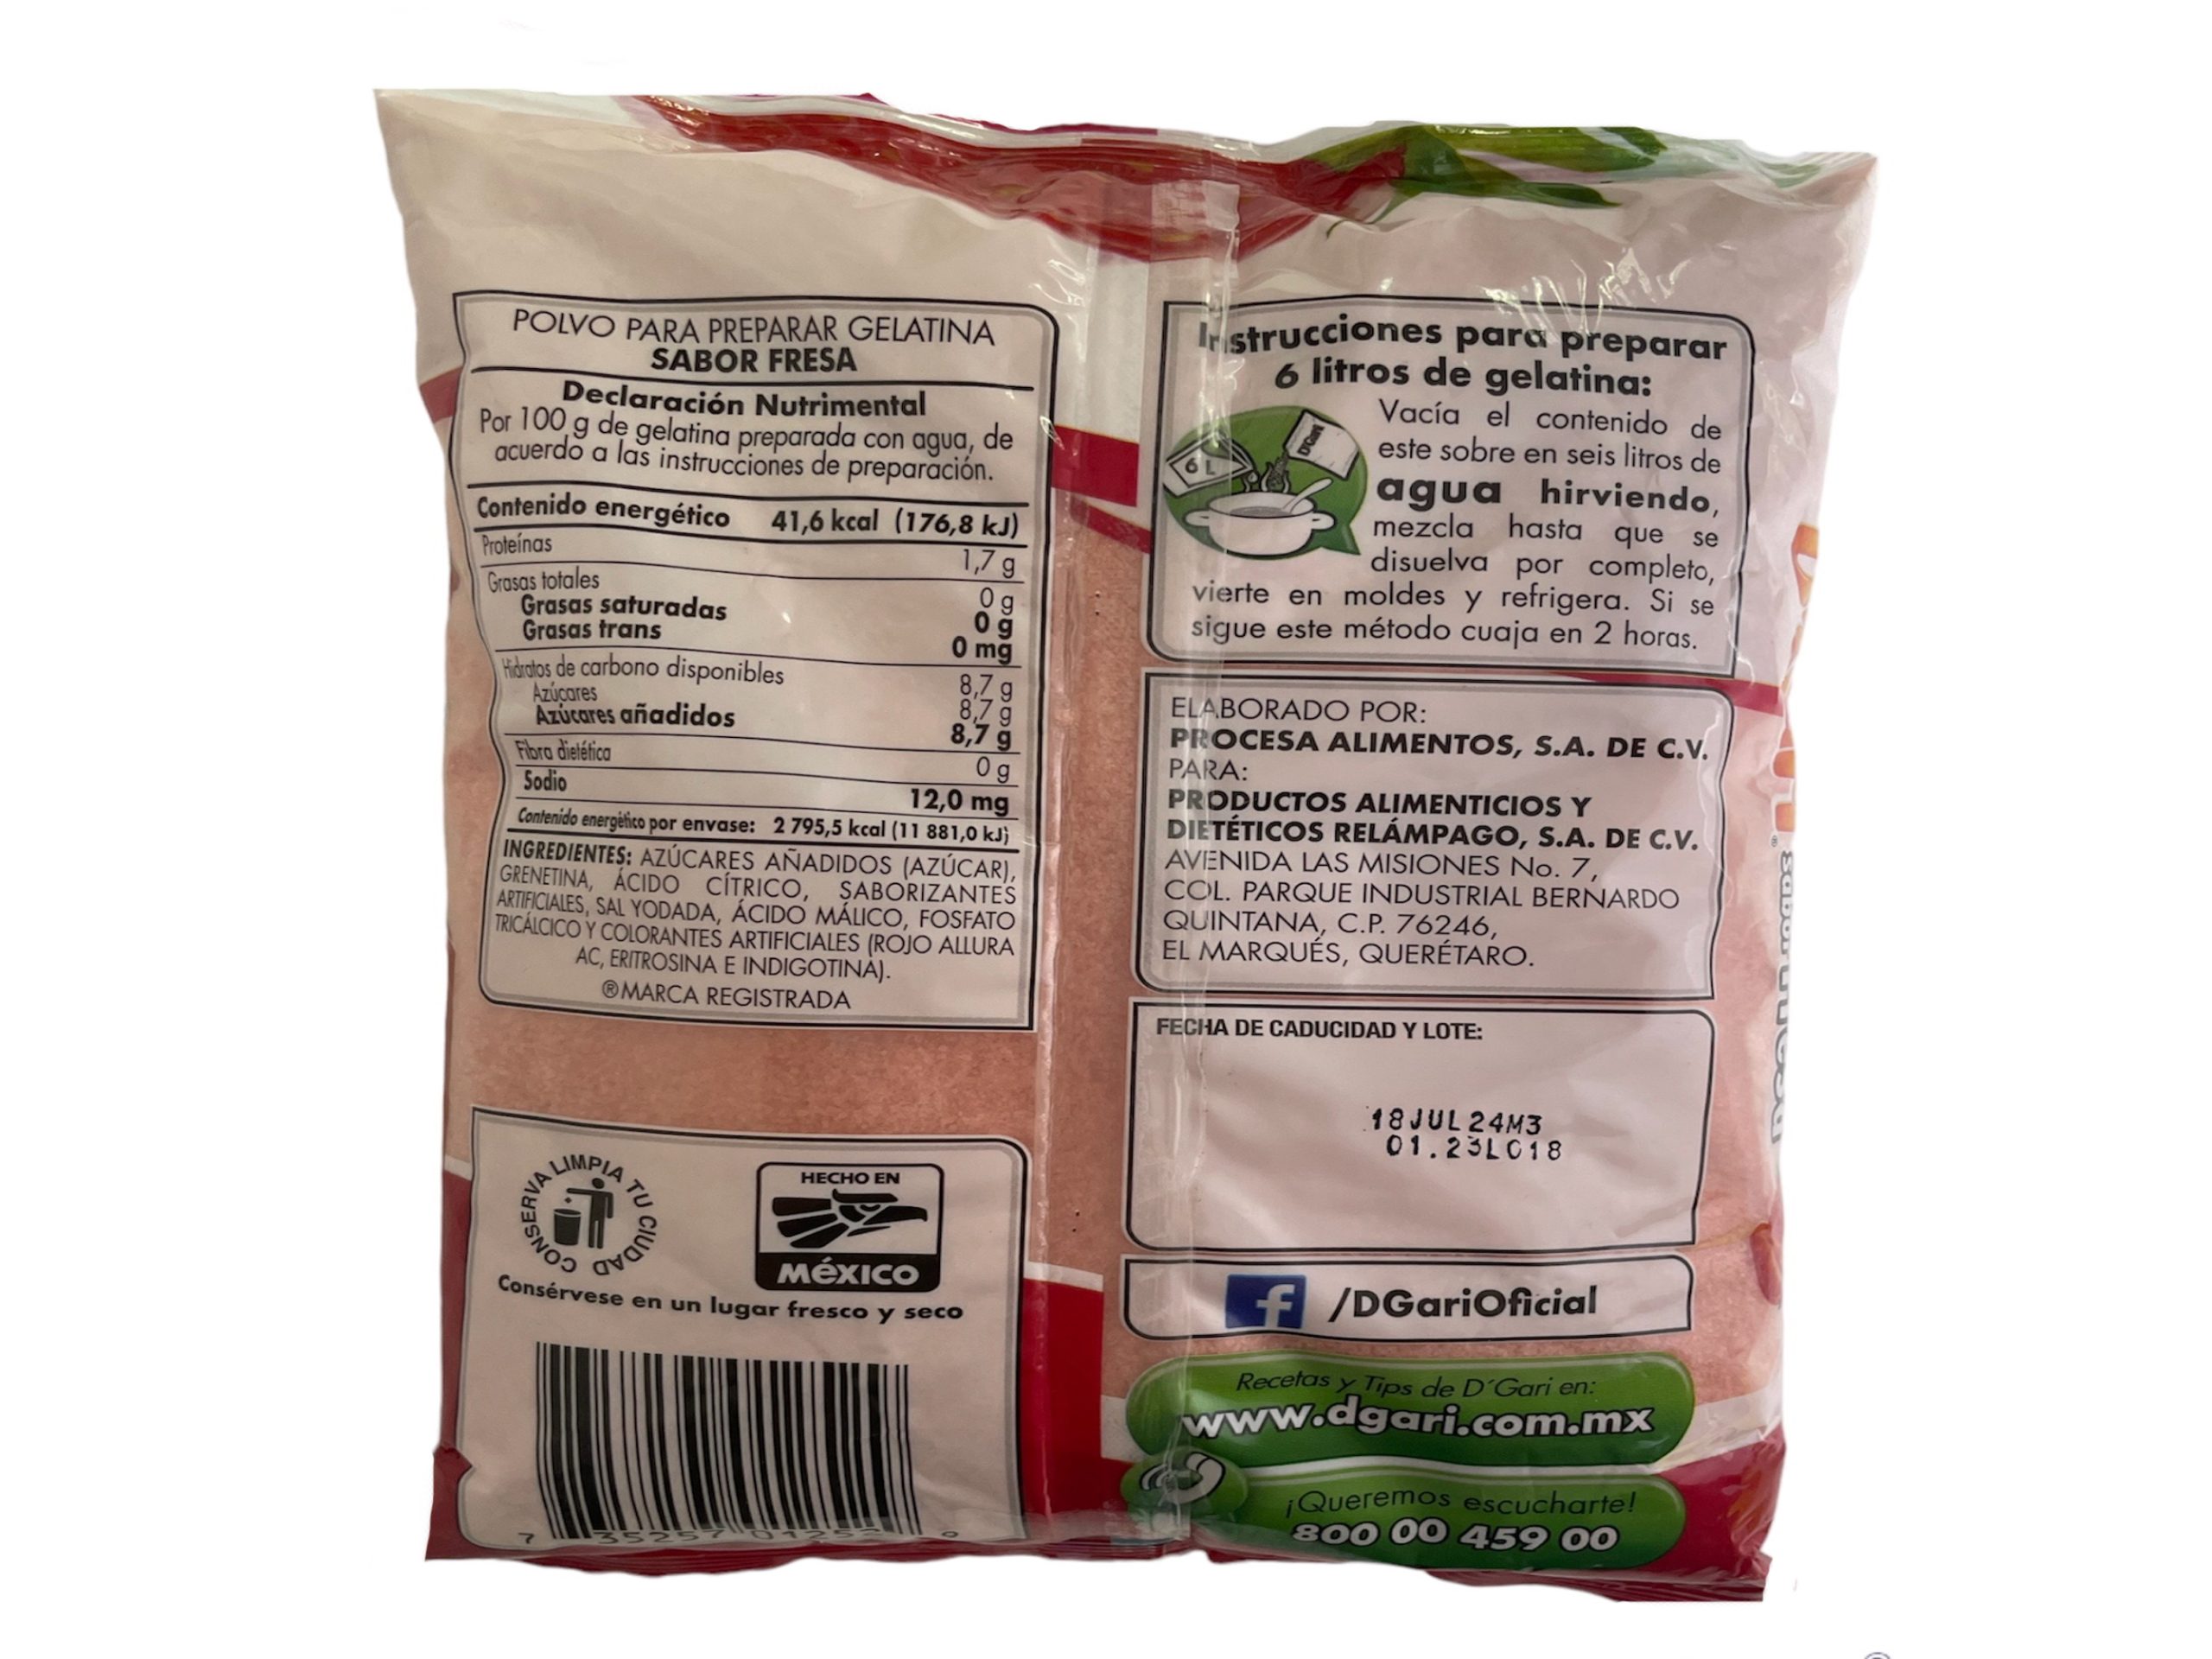 POLVO PARA PREPARAR GELATINA
SABOR FRESA
Declaración Nutrimental
Por 100 g de gelatina preparada con agua, de
acuerdo a las instrucciones de preparación.
Contenido energético 41,6 kcal (176,8 kJ)
Proteínas 1,7 g
Grasas totales 0 g
Grasas saturadas 0 g
Grasas trans 0 mg
Hidratos de carbono disponibles 8,7 g
Azúcares 8,7 g
Azúcares añadidos 8,7 g
Fibra dietética 0 g
Sodio 12,0 mg
Contenido energético por envase: 2 795,5 kcal (11 881,0 kJ)
INGREDIENTES: AZÚCARES AÑADIDOS (AZÚCAR),
GRENETINA, ÁCIDO CÍTRICO, SABORIZANTES
ARTIFICIALES, SAL YODADA, ÁCIDO MÁLICO, FOSFATO
TRICÁLCICO Y COLORANTES ARTIFICIALES (ROJO ALLURA
AC, ERITROSINA E INDIGOTINA).
®MARCA REGISTRADA
CONSERVA LIMPIA TU CIUDAD
HECHO EN
MÉXICO
Consérvese en un lugar fresco y seco
7 35257 01252 9
Instrucciones para preparar
6 litros de gelatina:
6 L
D'Gari
Vacía el contenido de
este sobre en seis litros de
agua hirviendo,
mezcla hasta que se
disuelva por completo,
vierte en moldes y refrigera. Si se
sigue este método cuaja en 2 horas.
ELABORADO POR:
PROCESA ALIMENTOS, S.A. DE C.V.
PARA:
PRODUCTOS ALIMENTICIOS Y
DIETÉTICOS RELÁMPAGO, S.A. DE C.V.
AVENIDA LAS MISIONES No. 7,
COL. PARQUE INDUSTRIAL BERNARDO
QUINTANA, C.P. 76246,
EL MARQUÉS, QUERÉTARO.
FECHA DE CADUCIDAD Y LOTE:
18JUL24M3
01.23L018
f /DGariOficial
Recetas y Tips de D´Gari en:
www.dgari.com.mx
¡Queremos escucharte!
800 00 459 00